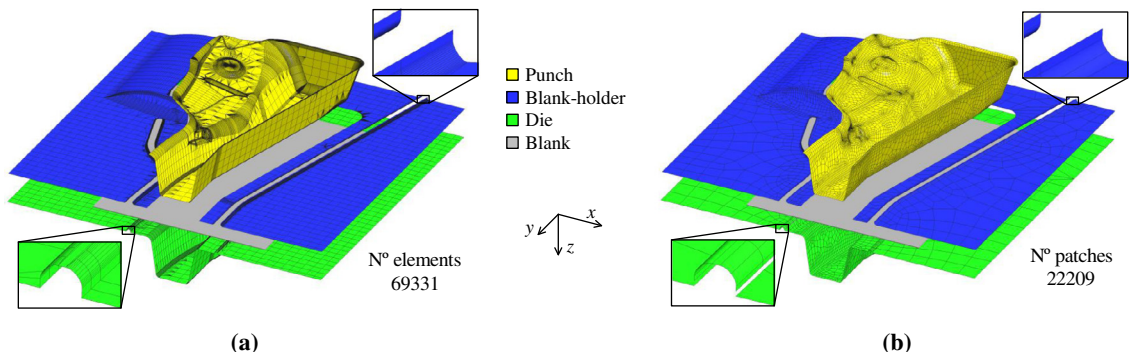 Punch
Blank-holder
Die
Blank
x
y
z
Nº elements
69331
Nº patches
22209
(a)
(b)